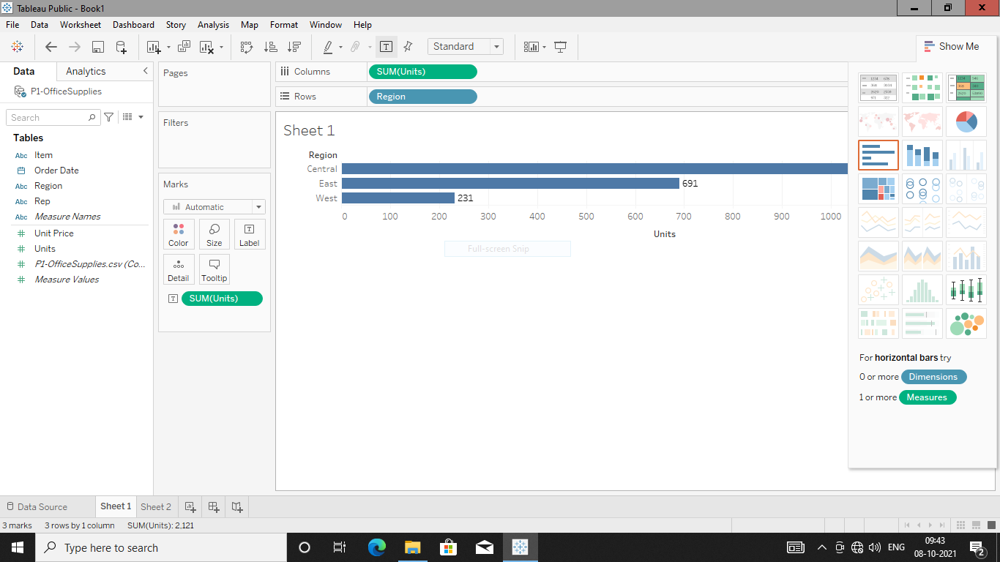 Tableau Public - Book1
File Data Worksheet Dashboard Story Analysis Map Format Window Help
Standard
Show Me
Data Analytics
P1-OfficeSupplies
Search
Tables
Abc Item
Order Date
Abc Region
Abc Rep
Abc Measure Names
Unit Price
Units
P1-OfficeSupplies.csv (Co...
Measure Values
Pages
Filters
Marks
Automatic
Color Size Label
Detail Tooltip
SUM(Units)
Columns SUM(Units)
Rows Region
Sheet 1
Region
Central
East 691
West 231
0 100 200 300 400 500 600 700 800 900 1000
Units
Full-screen Snip
For horizontal bars try
0 or more Dimensions
1 or more Measures
Data Source Sheet 1 Sheet 2
3 marks 3 rows by 1 column SUM(Units): 2,121
Type here to search
ENG
09:43
08-10-2021
2